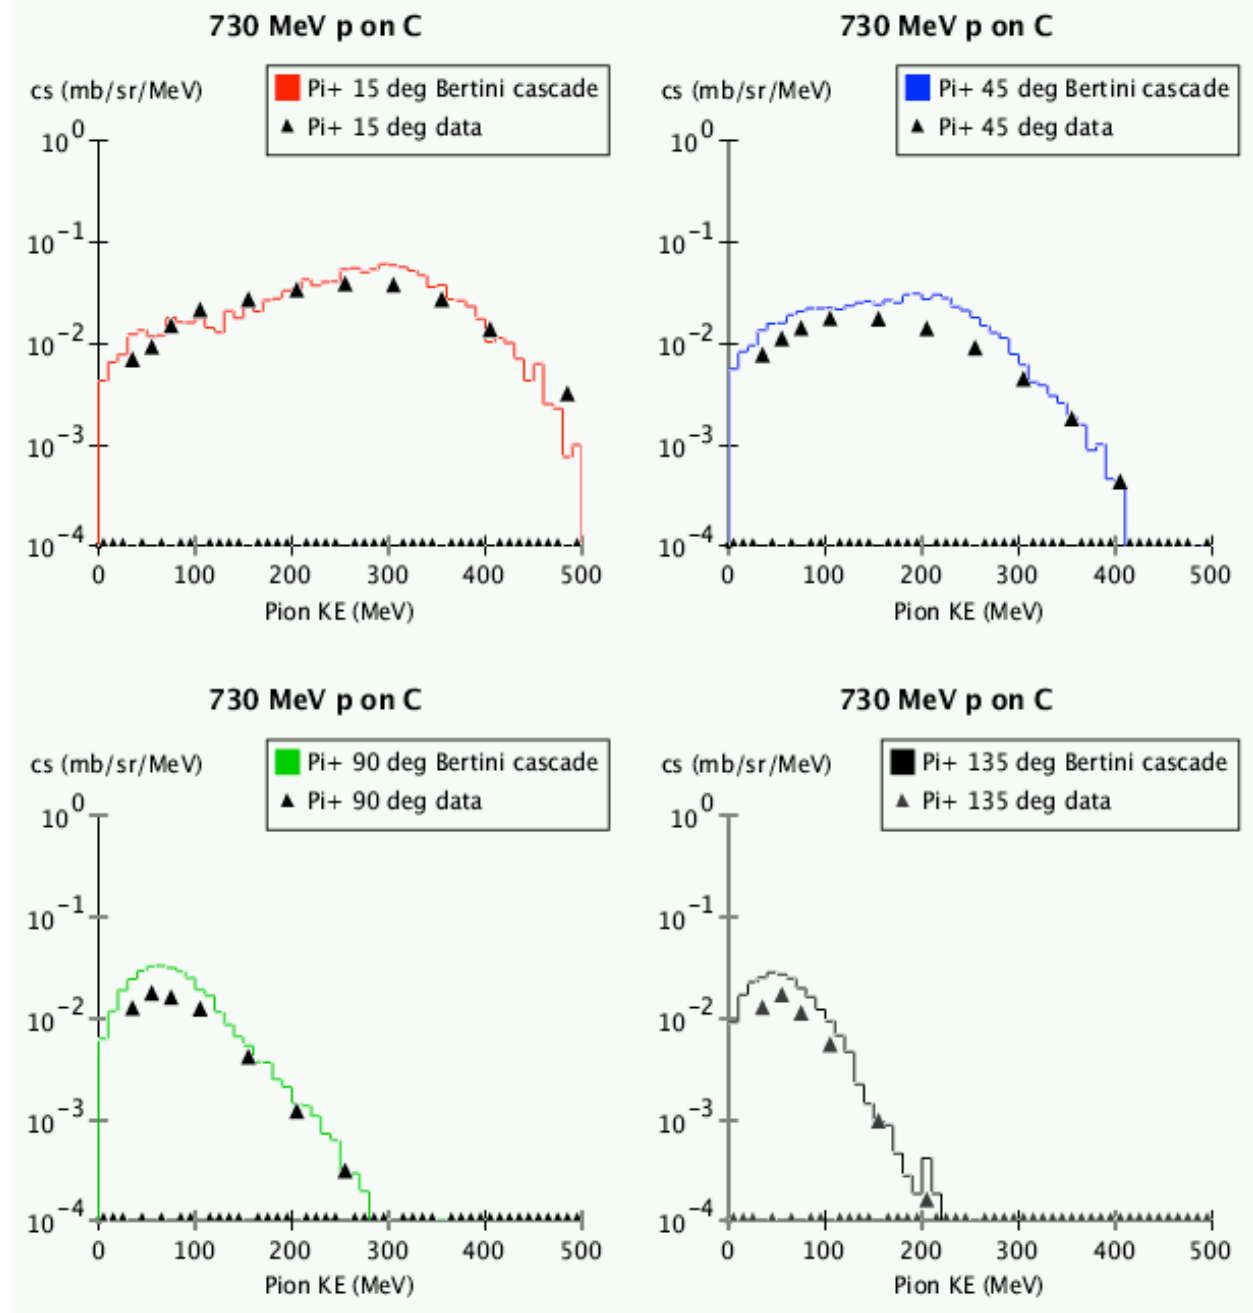 730 MeV p on C
cs (mb/sr/MeV)
Pi+ 15 deg Bertini cascade
Pi+ 15 deg data
10^0
10^-1
10^-2
10^-3
10^-4
0 100 200 300 400 500
Pion KE (MeV)
730 MeV p on C
cs (mb/sr/MeV)
Pi+ 45 deg Bertini cascade
Pi+ 45 deg data
10^0
10^-1
10^-2
10^-3
10^-4
0 100 200 300 400 500
Pion KE (MeV)
730 MeV p on C
cs (mb/sr/MeV)
Pi+ 90 deg Bertini cascade
Pi+ 90 deg data
10^0
10^-1
10^-2
10^-3
10^-4
0 100 200 300 400 500
Pion KE (MeV)
730 MeV p on C
cs (mb/sr/MeV)
Pi+ 135 deg Bertini cascade
Pi+ 135 deg data
10^0
10^-1
10^-2
10^-3
10^-4
0 100 200 300 400 500
Pion KE (MeV)